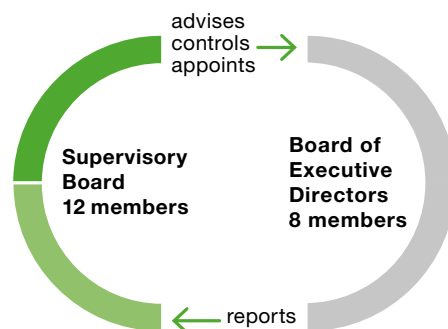 advises
controls
appoints
Supervisory
Board
12 members
Board of
Executive
Directors
8 members
reports